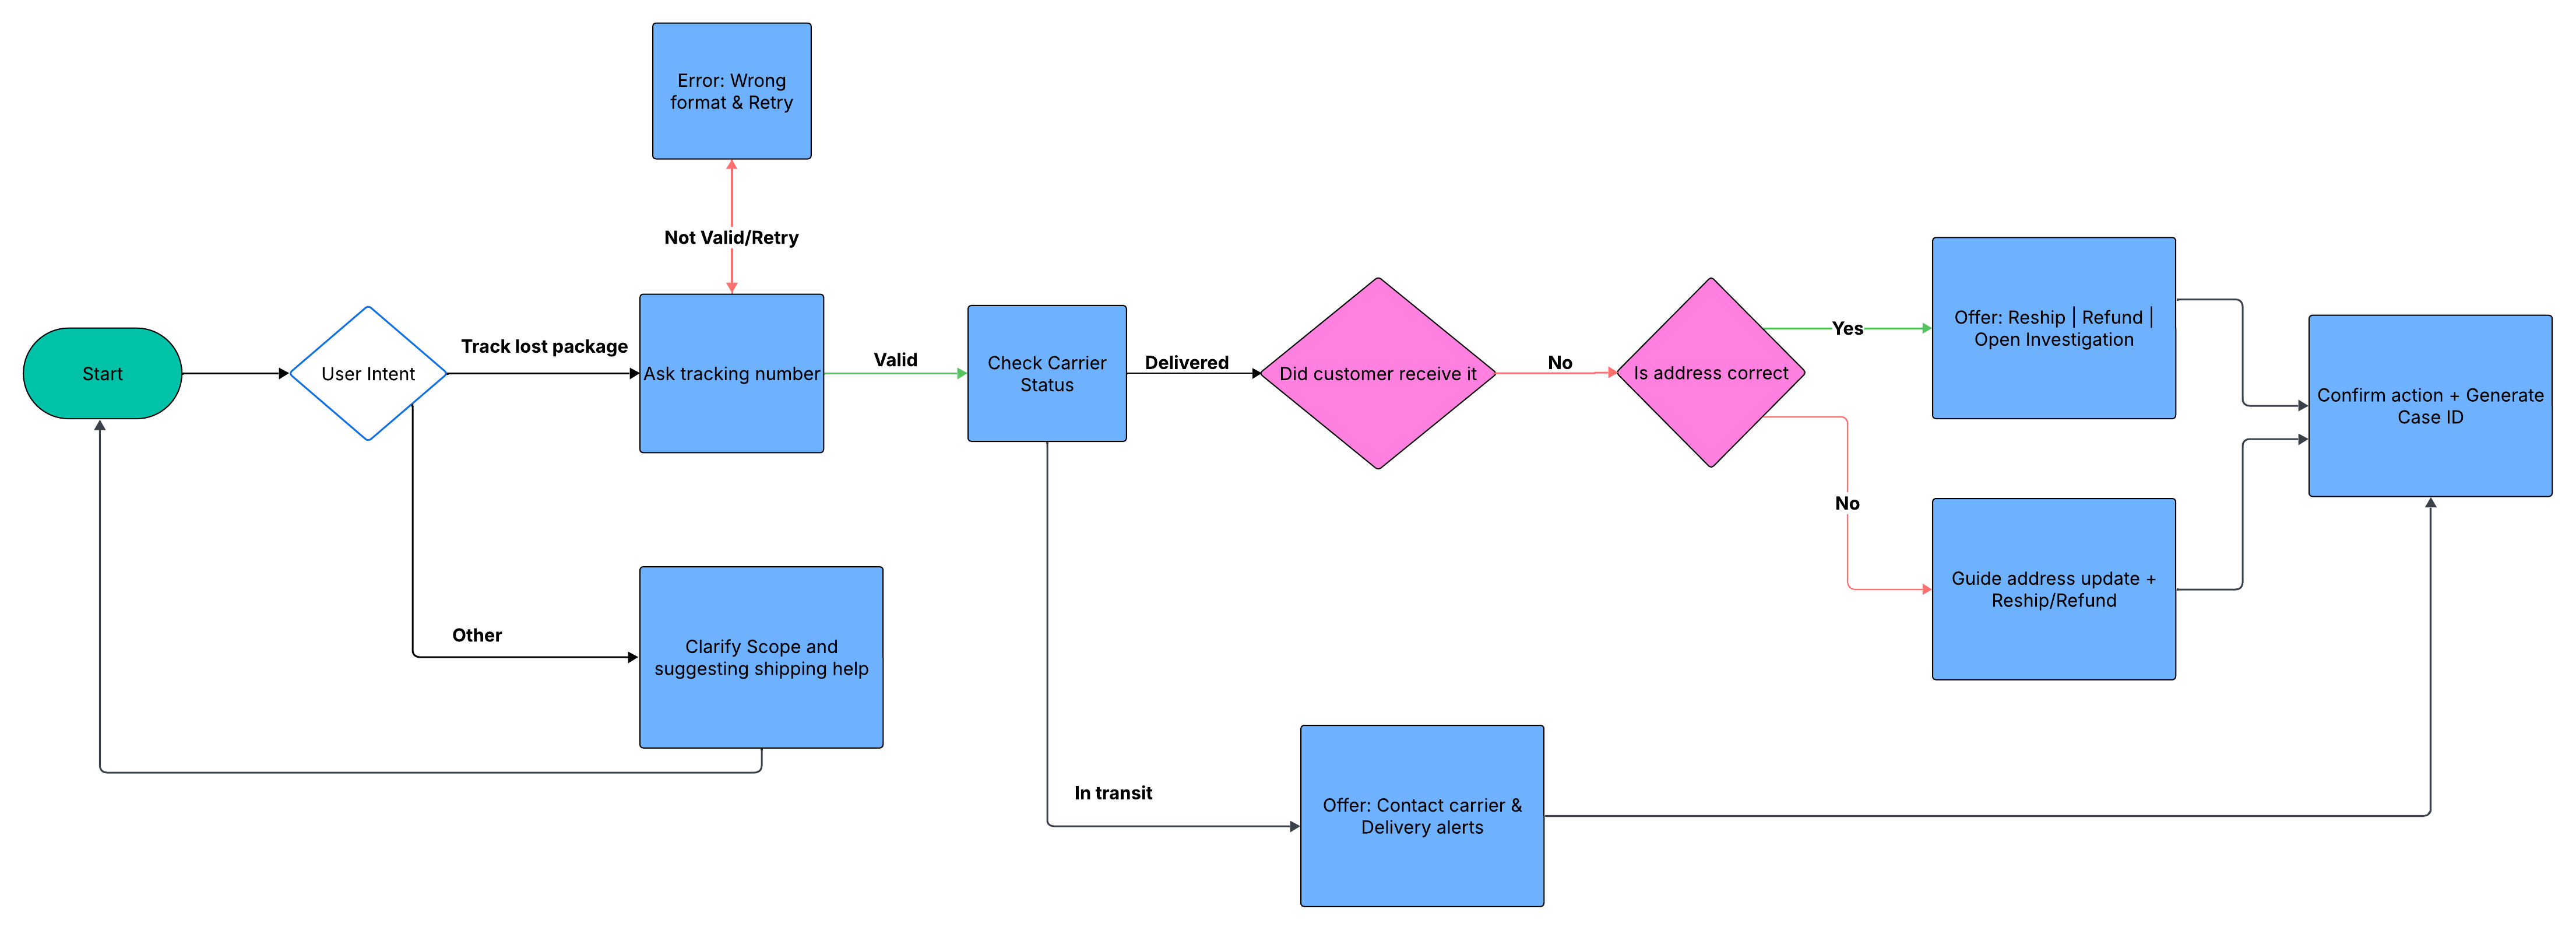 Error: Wrong
format & Retry
Not Valid/Retry
Start
User Intent
Track lost package
Ask tracking number
Valid
Check Carrier
Status
Delivered
Did customer receive it
No
Is address correct
Yes
Offer: Reship | Refund |
Open Investigation
Confirm action + Generate
Case ID
No
Guide address update +
Reship/Refund
Other
Clarify Scope and
suggesting shipping help
In transit
Offer: Contact carrier &
Delivery alerts